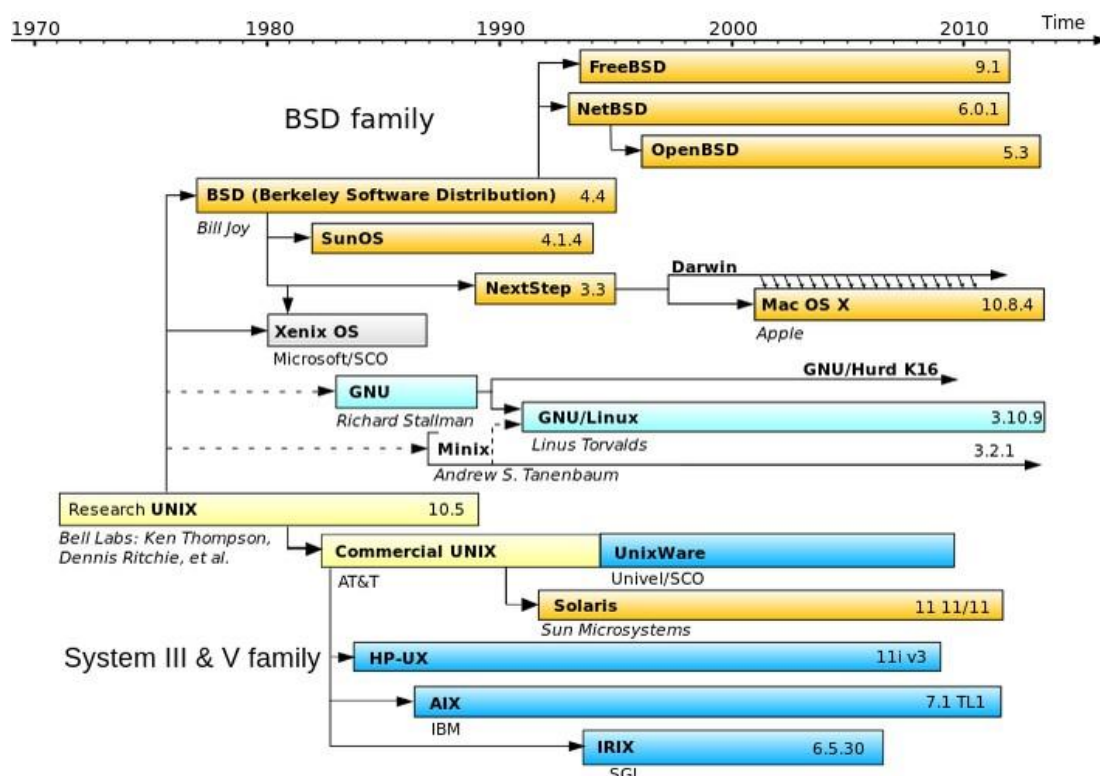 1970 1980 1990 2000 2010 Time
FreeBSD 9.1
BSD family
NetBSD 6.0.1
OpenBSD 5.3
BSD (Berkeley Software Distribution) 4.4
Bill Joy
SunOS 4.1.4
Darwin
NextStep 3.3
Mac OS X 10.8.4
Apple
Xenix OS
Microsoft/SCO
GNU/Hurd K16
GNU
Richard Stallman
GNU/Linux 3.10.9
Linus Torvalds
Minix 3.2.1
Andrew S. Tanenbaum
Research UNIX 10.5
Bell Labs: Ken Thompson,
Dennis Ritchie, et al.
Commercial UNIX UnixWare
AT&T Univel/SCO
Solaris 11 11/11
Sun Microsystems
System III & V family
HP-UX 11i v3
AIX 7.1 TL1
IBM
IRIX 6.5.30
SGI